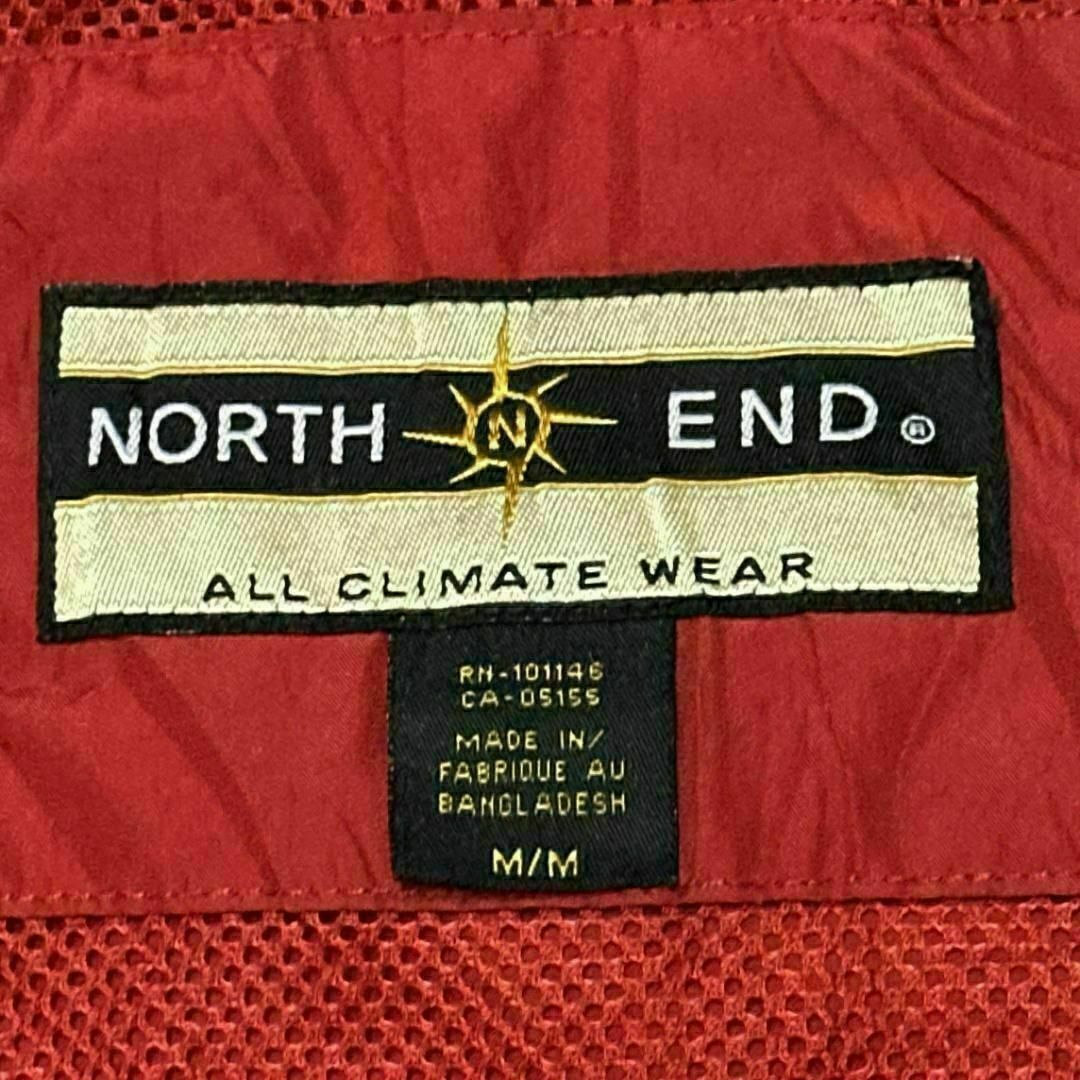 NORTH N END ®
ALL CLIMATE WEAR
RN-101146
CA-05155
MADE IN/
FABRIQUE AU
BANGLADESH
M/M